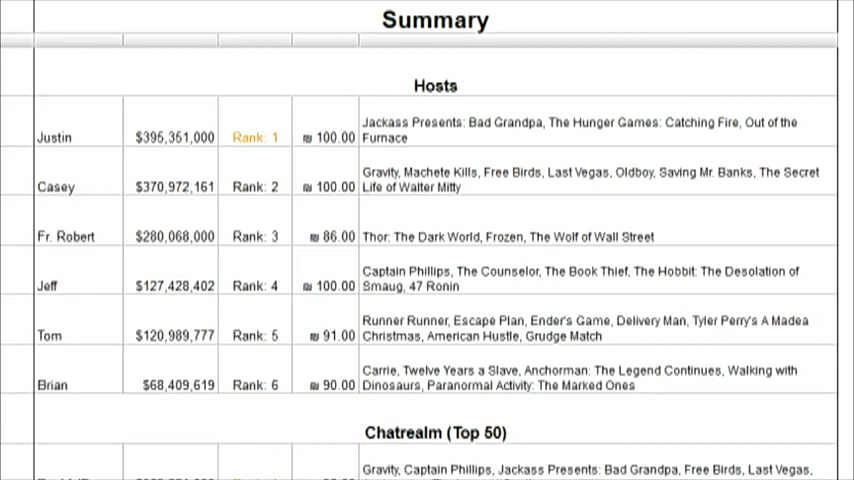 Summary
Hosts
Justin $395,351,000 Rank: 1 ₪ 100.00 Jackass Presents: Bad Grandpa, The Hunger Games: Catching Fire, Out of the
Furnace
Casey $370,972,161 Rank: 2 ₪ 100.00 Gravity, Machete Kills, Free Birds, Last Vegas, Oldboy, Saving Mr. Banks, The Secret
Life of Walter Mitty
Fr. Robert $280,068,000 Rank: 3 ₪ 86.00 Thor: The Dark World, Frozen, The Wolf of Wall Street
Jeff $127,428,402 Rank: 4 ₪ 100.00 Captain Phillips, The Counselor, The Book Thief, The Hobbit: The Desolation of
Smaug, 47 Ronin
Tom $120,989,777 Rank: 5 ₪ 91.00 Runner Runner, Escape Plan, Ender's Game, Delivery Man, Tyler Perry's A Madea
Christmas, American Hustle, Grudge Match
Brian $68,409,619 Rank: 6 ₪ 90.00 Carrie, Twelve Years a Slave, Anchorman: The Legend Continues, Walking with
Dinosaurs, Paranormal Activity: The Marked Ones
Chatrealm (Top 50)
Gravity, Captain Phillips, Jackass Presents: Bad Grandpa, Free Birds, Last Vegas,